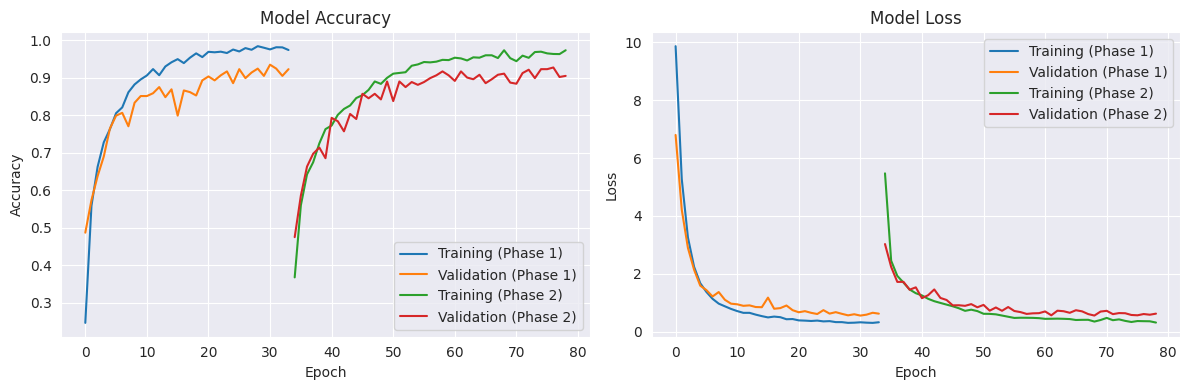 Model Accuracy
1.0
0.9
0.8
0.7
0.6
0.5
0.4
0.3
Accuracy
0 10 20 30 40 50 60 70 80
Epoch
Training (Phase 1)
Validation (Phase 1)
Training (Phase 2)
Validation (Phase 2)
Model Loss
10
8
6
4
2
0
Loss
0 10 20 30 40 50 60 70 80
Epoch
Training (Phase 1)
Validation (Phase 1)
Training (Phase 2)
Validation (Phase 2)